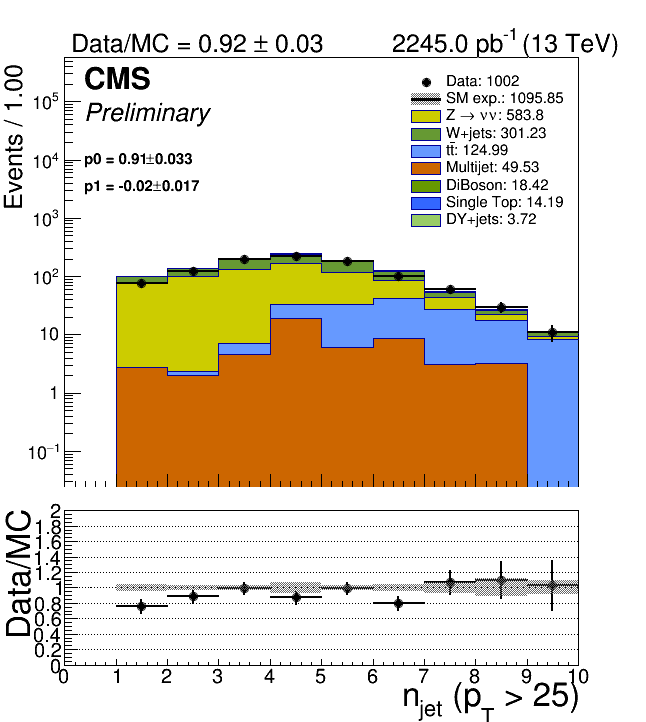 Data/MC = 0.92 ± 0.03
2245.0 pb⁻¹ (13 TeV)
CMS
Preliminary
p0 = 0.91±0.033
p1 = -0.02±0.017
Data: 1002
SM exp.: 1095.85
Z → νν: 583.8
W+jets: 301.23
tt̄: 124.99
Multijet: 49.53
DiBoson: 18.42
Single Top: 14.19
DY+jets: 3.72
Events / 1.00
10⁵
10⁴
10³
10²
10
1
10⁻¹
Data/MC
2
1.8
1.6
1.4
1.2
1
0.8
0.6
0.4
0.2
0
0 1 2 3 4 5 6 7 8 9 10
n_jet (p_T > 25)